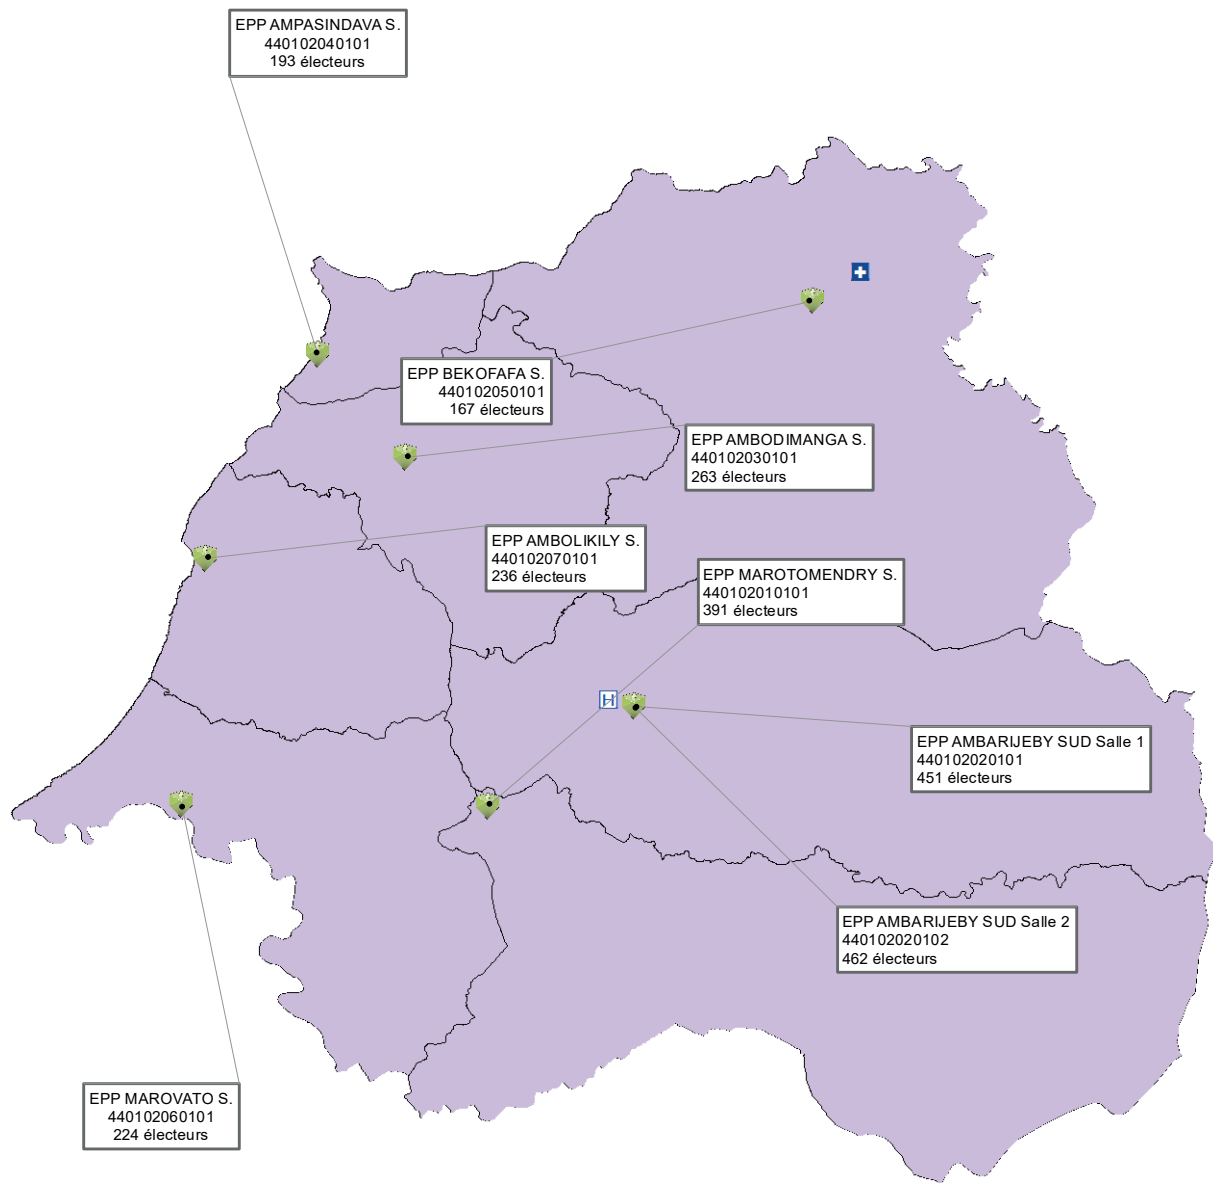 EPP AMPASINDAVA S.
440102040101
193 électeurs
EPP BEKOFAFA S.
440102050101
167 électeurs
EPP AMBODIMANGA S.
440102030101
263 électeurs
EPP AMBOLIKILY S.
440102070101
236 électeurs
EPP MAROTOMENDRY S.
440102010101
391 électeurs
H
EPP AMBARIJEBY SUD Salle 1
440102020101
451 électeurs
EPP AMBARIJEBY SUD Salle 2
440102020102
462 électeurs
EPP MAROVATO S.
440102060101
224 électeurs